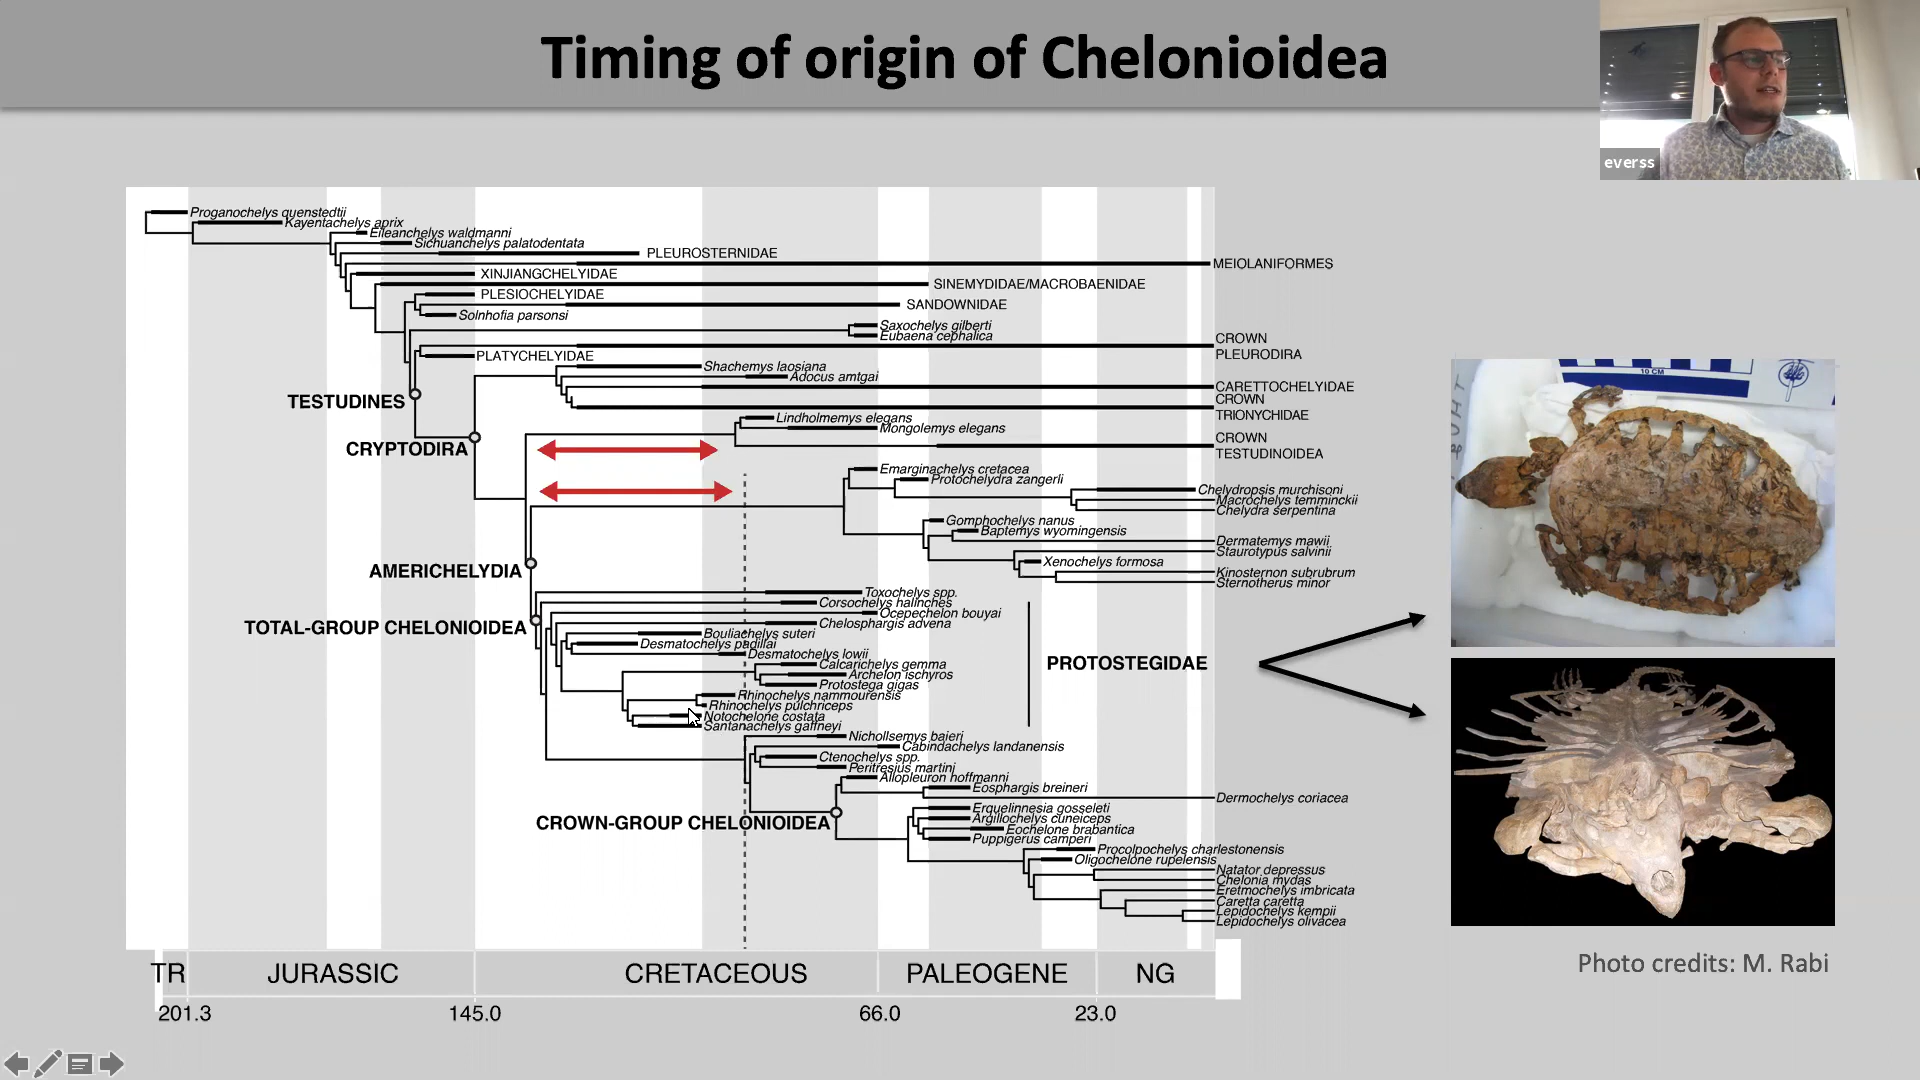 Timing of origin of Chelonioidea
everss
Proganochelys quenstedtii
Kayentachelys aprix
Eileanchelys waldmanni
Sichuanchelys palatodentata
PLEUROSTERNIDAE
MEIOLANIFORMES
XINJIANGCHELYIDAE
SINEMYDIDAE/MACROBAENIDAE
PLESIOCHELYIDAE
SANDOWNIDAE
Solnhofia parsonsi
Saxochelys gilberti
Eubaena cephalica
CROWN
PLEURODIRA
PLATYCHELYIDAE
Shachemys laosiana
Adocus amtgai
CARETTOCHELYIDAE
CROWN
TRIONYCHIDAE
TESTUDINES
Lindholmemys elegans
Mongolemys elegans
CROWN
TESTUDINOIDEA
CRYPTODIRA
Emarginachelys cretacea
Protochelydra zangerli
Chelydropsis murchisoni
Macrochelys temminckii
Chelydra serpentina
Gomphochelys nanus
Baptemys wyomingensis
Dermatemys mawii
Staurotypus salvinii
Xenochelys formosa
Kinosternon subrubrum
Sternotherus minor
AMERICHELYDIA
Toxochelys spp.
Corsochelys halinches
Ocepechelon bouyai
Chelosphargis advena
TOTAL-GROUP CHELONIOIDEA
Bouliachelys suteri
Desmatochelys padillai
Desmatochelys lowii
Calcarichelys gemma
Archelon ischyros
Protostega gigas
Rhinochelys nammourensis
Rhinochelys pulchriceps
Notochelone costata
Santanachelys gaffneyi
PROTOSTEGIDAE
Nichollsemys baieri
Cabindachelys landanensis
Ctenochelys spp.
Peritresius martini
Allopleuron hoffmanni
Eosphargis breineri
Dermochelys coriacea
CROWN-GROUP CHELONIOIDEA
Erquelinnesia gosseleti
Argillochelys cuneiceps
Eochelone brabantica
Puppigerus camperi
Procolpochelys charlestonensis
Oligochelone rupelensis
Natator depressus
Chelonia mydas
Eretmochelys imbricata
Caretta caretta
Lepidochelys kempii
Lepidochelys olivacea
TR JURASSIC CRETACEOUS PALEOGENE NG
201.3 145.0 66.0 23.0
10 CM
Photo credits: M. Rabi